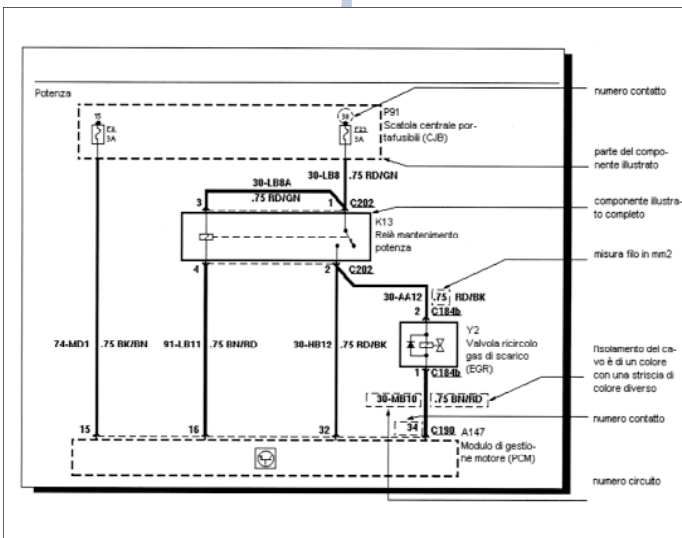 Potenza
numero contatto
15
30
P91
Scatola centrale por-
tafusibili (CJB)
3A
3A
parte del compo-
nente illustrato
30-LB8 .75 RD/GN
30-LB8A
.75 RD/GN
3
1
C202
K13
Relè mantenimento
potenza
componente illustra-
to completo
4
2
C202
misura filo in mm2
30-AA12 .75 RD/BK
2
C184b
Y2
Valvola ricircolo
gas di scarico
(EGR)
74-MD1 .75 BK/BN
91-LB11 .75 BN/RD
30-HB12 .75 RD/BK
1
C184b
l'isolamento del ca-
vo è di un colore
con una striscia di
colore diverso
30-MB10 .75 BN/RD
numero contatto
15
16
32
34
C190
A147
Modulo di gestio-
ne motore (PCM)
numero circuito